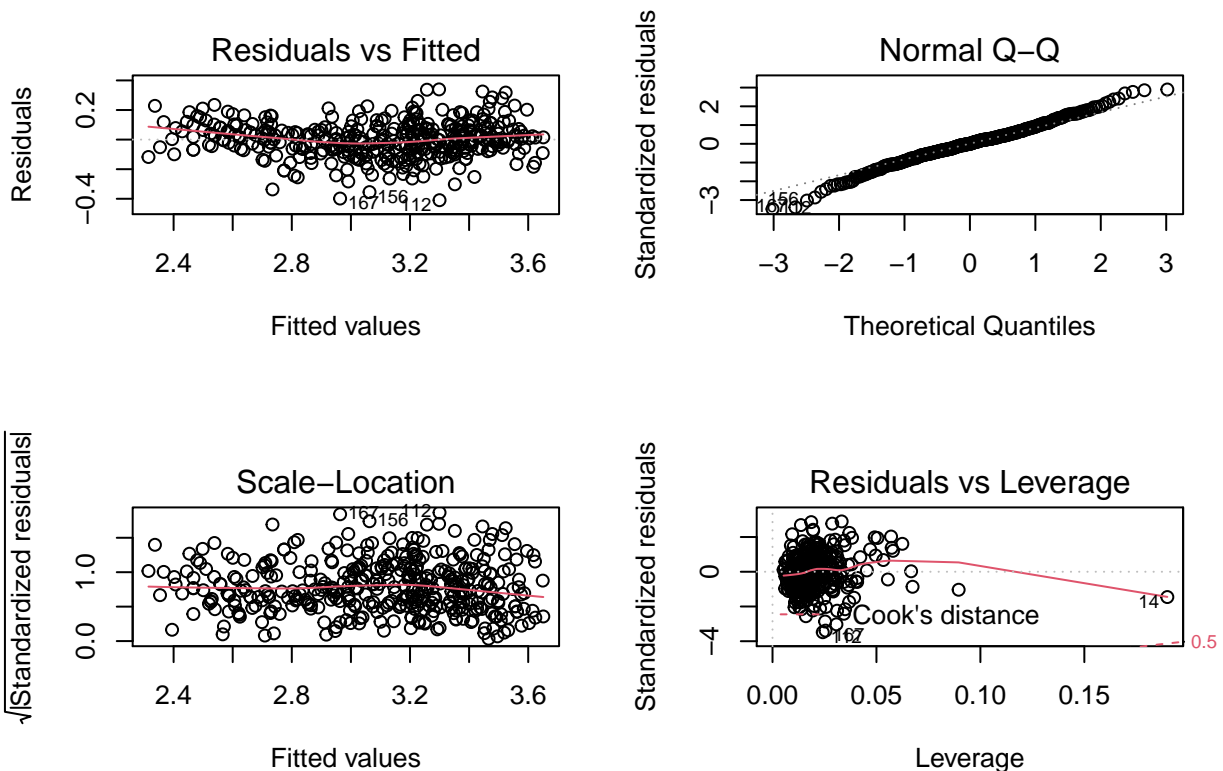 Residuals vs Fitted
Residuals
0.2
−0.4
167
156
112
2.4 2.8 3.2 3.6
Fitted values
Normal Q−Q
Standardized residuals
2
0
−3
156
167
112
−3 −2 −1 0 1 2 3
Theoretical Quantiles
Scale−Location
√|Standardized residuals|
1.0
0.0
167
156
112
2.4 2.8 3.2 3.6
Fitted values
Residuals vs Leverage
Standardized residuals
0
−4
14
Cook's distance
167
112
0.5
0.00 0.05 0.10 0.15
Leverage